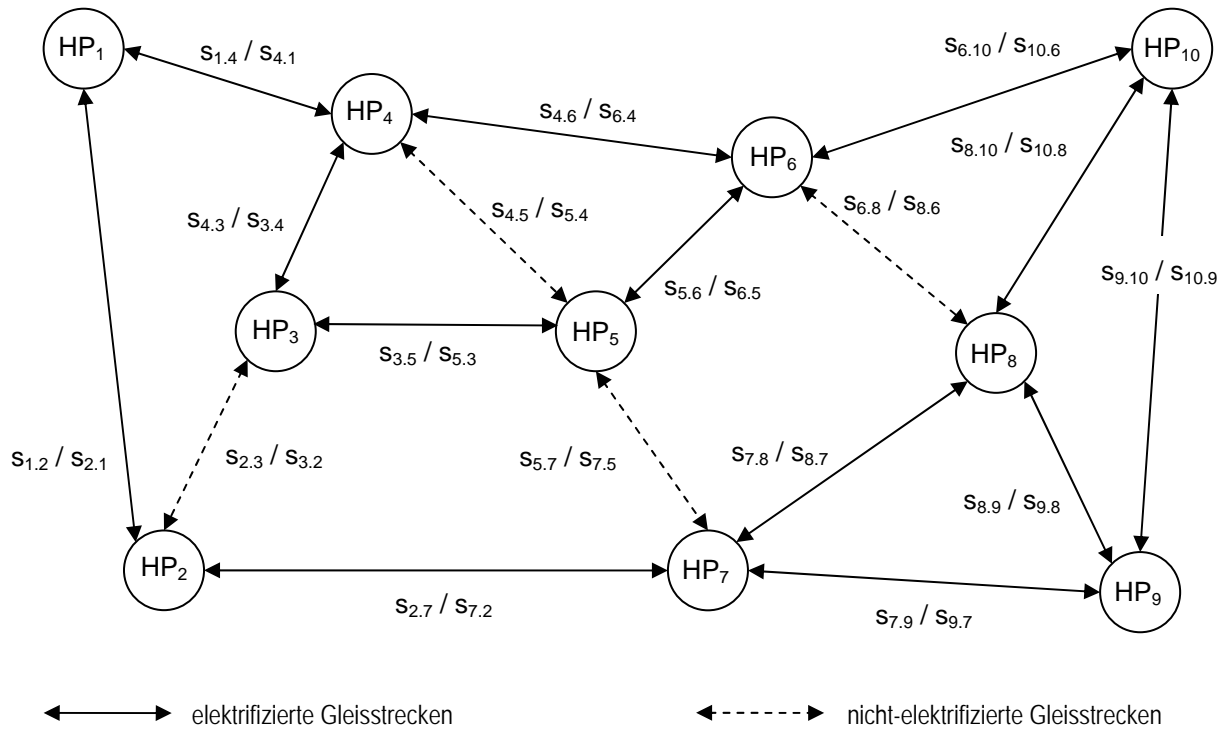 HP₁
s₁.₄ / s₄.₁
HP₄
s₄.₆ / s₆.₄
HP₆
s₆.₁₀ / s₁₀.₆
HP₁₀
s₈.₁₀ / s₁₀.₈
s₄.₃ / s₃.₄
s₄.₅ / s₅.₄
s₆.₈ / s₈.₆
s₅.₆ / s₆.₅
s₉.₁₀ / s₁₀.₉
HP₃
s₃.₅ / s₅.₃
HP₅
HP₈
s₁.₂ / s₂.₁
s₂.₃ / s₃.₂
s₅.₇ / s₇.₅
s₇.₈ / s₈.₇
s₈.₉ / s₉.₈
HP₂
s₂.₇ / s₇.₂
HP₇
s₇.₉ / s₉.₇
HP₉
elektrifizierte Gleisstrecken
nicht-elektrifizierte Gleisstrecken